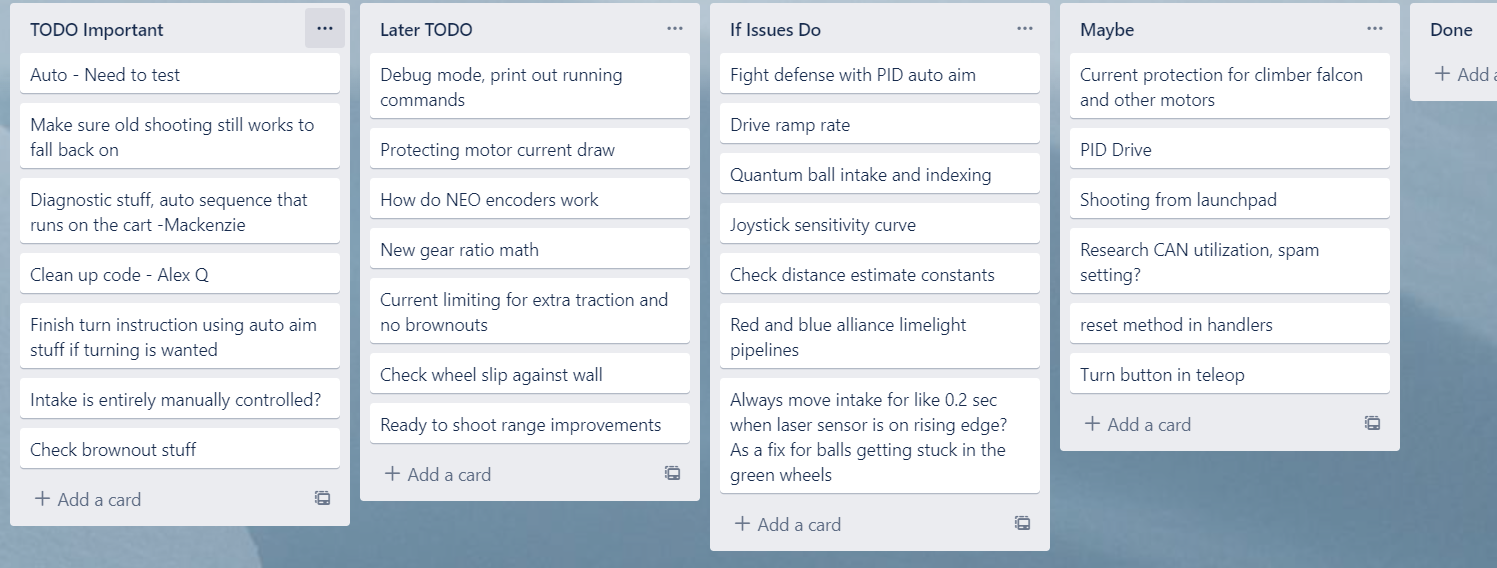 TODO Important
Auto - Need to test
Make sure old shooting still works to
fall back on
Diagnostic stuff, auto sequence that
runs on the cart -Mackenzie
Clean up code - Alex Q
Finish turn instruction using auto aim
stuff if turning is wanted
Intake is entirely manually controlled?
Check brownout stuff
+ Add a card
Later TODO
Debug mode, print out running
commands
Protecting motor current draw
How do NEO encoders work
New gear ratio math
Current limiting for extra traction and
no brownouts
Check wheel slip against wall
Ready to shoot range improvements
+ Add a card
If Issues Do
Fight defense with PID auto aim
Drive ramp rate
Quantum ball intake and indexing
Joystick sensitivity curve
Check distance estimate constants
Red and blue alliance limelight
pipelines
Always move intake for like 0.2 sec
when laser sensor is on rising edge?
As a fix for balls getting stuck in the
green wheels
+ Add a card
Maybe
Current protection for climber falcon
and other motors
PID Drive
Shooting from launchpad
Research CAN utilization, spam
setting?
reset method in handlers
Turn button in teleop
+ Add a card
Done
+ Add